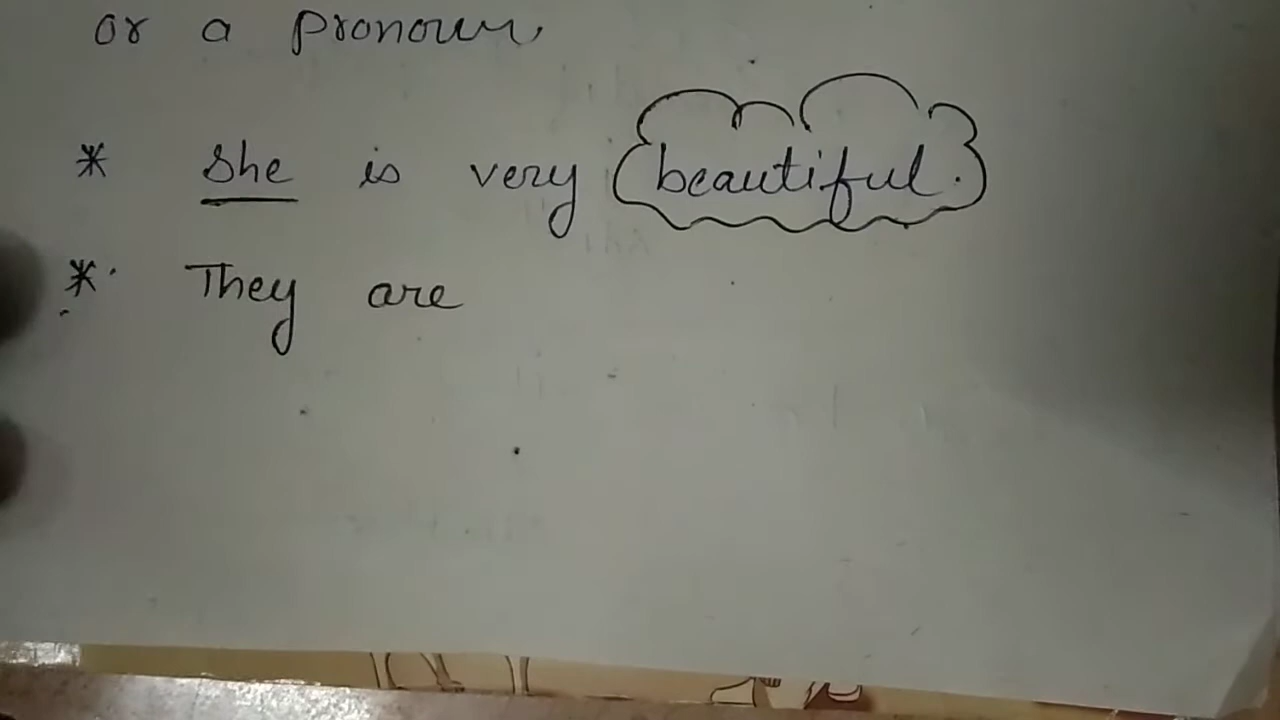 or a pronoun,
* She is very beautiful.
* They are